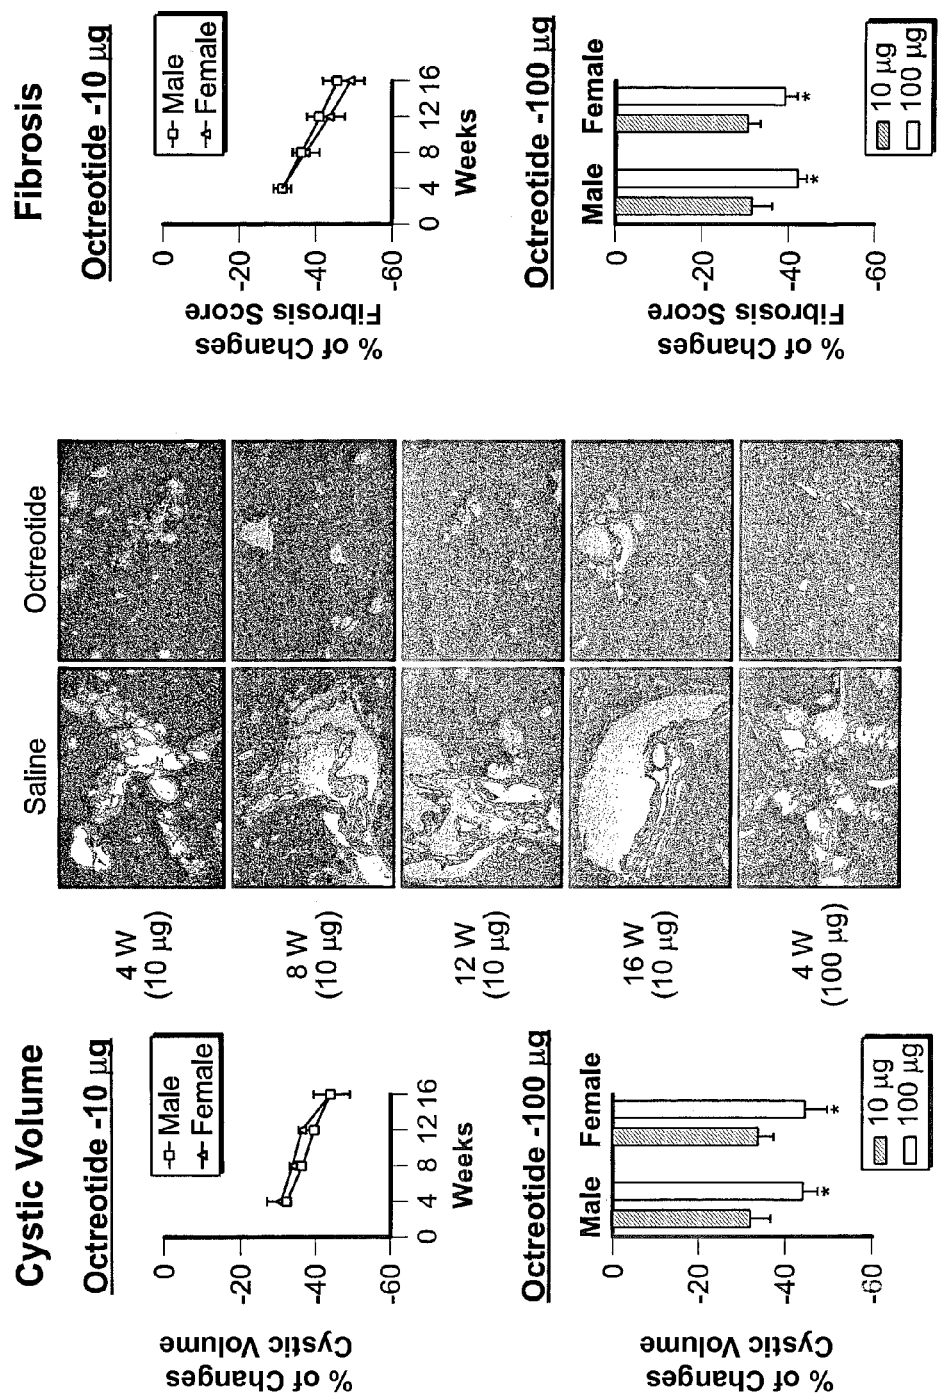 Cystic Volume
Octreotide -10 µg
Male
Female
0
-20
-40
-60
% of Changes
Cystic Volume
0 4 8 12 16
Weeks
Octreotide -100 µg
Male Female
0
-20
-40
-60
% of Changes
Cystic Volume
*
*
10 µg
100 µg
Saline
Octreotide
4 W
(10 µg)
8 W
(10 µg)
12 W
(10 µg)
16 W
(10 µg)
4 W
(100 µg)
Fibrosis
Octreotide -10 µg
Male
Female
0
-20
-40
-60
% of Changes
Fibrosis Score
0 4 8 12 16
Weeks
Octreotide -100 µg
Male Female
0
-20
-40
-60
% of Changes
Fibrosis Score
*
*
10 µg
100 µg